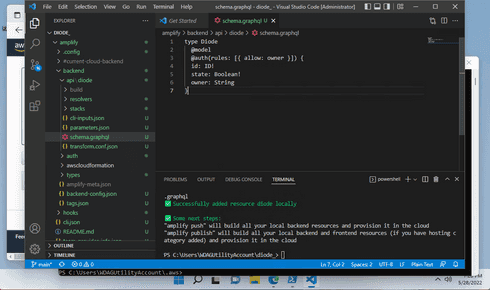 File Edit Selection View Go Run Terminal Help
schema.graphql - diode_ - Visual Studio Code [Administrator]
EXPLORER
DIODE_
amplify
.config
#current-cloud-backend
backend
api \ diode
build
resolvers
stacks
cli-inputs.json
parameters.json
schema.graphql
transform.conf.json
auth
awscloudformation
types
amplify-meta.json
backend-config.json
tags.json
hooks
cli.json
README.md
OUTLINE
TIMELINE
Get Started
schema.graphql U
amplify > backend > api > diode > schema.graphql
1 type Diode
2 @model
3 @auth(rules: [{ allow: owner }]) {
4 id: ID!
5 state: Boolean!
6 owner: String
7 }
PROBLEMS OUTPUT DEBUG CONSOLE TERMINAL
powershell
.graphql
Successfully added resource diode locally
Some next steps:
"amplify push" will build all your local backend resources and provision it in the cloud
"amplify publish" will build all your local backend and frontend resources (if you have hosting c
ategory added) and provision it in the cloud
PS C:\Users\WDAGUtilityAccount\diode_>
main*
0 0
Ln 7, Col 2 Spaces: 2 UTF-8 LF Plain Text
PS C:\Users\WDAGUtilityAccount\.aws>
5/28/2022